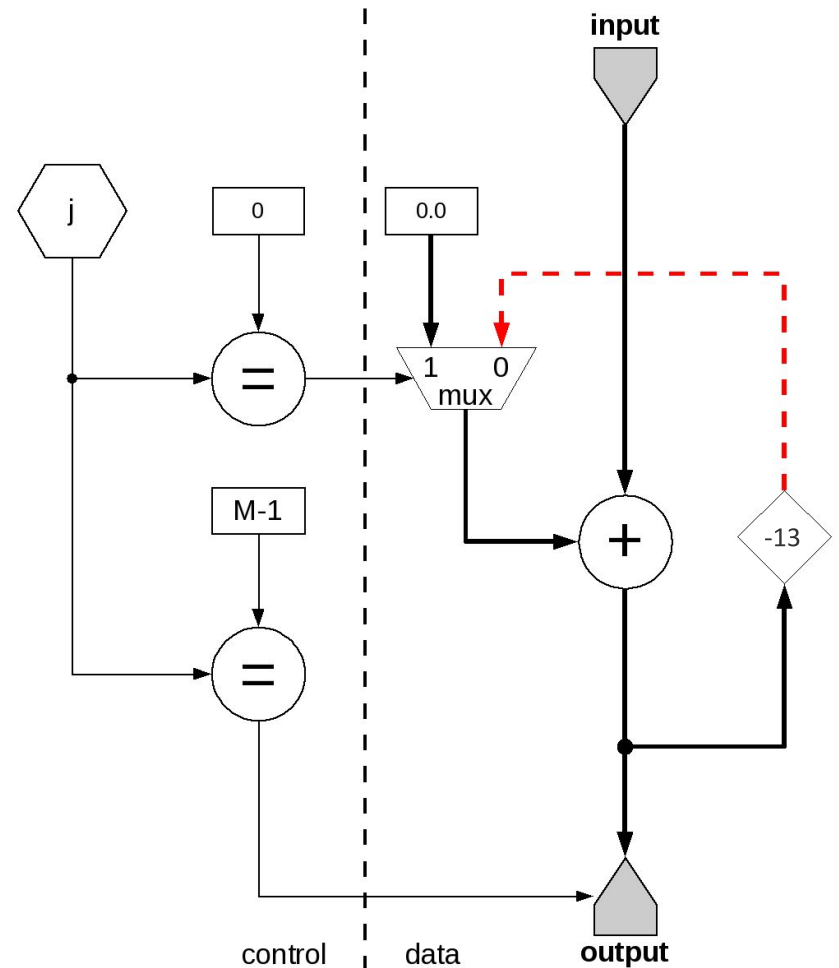 input
j
0
0.0
=
1 0
mux
M-1
+
-13
=
control
data
output